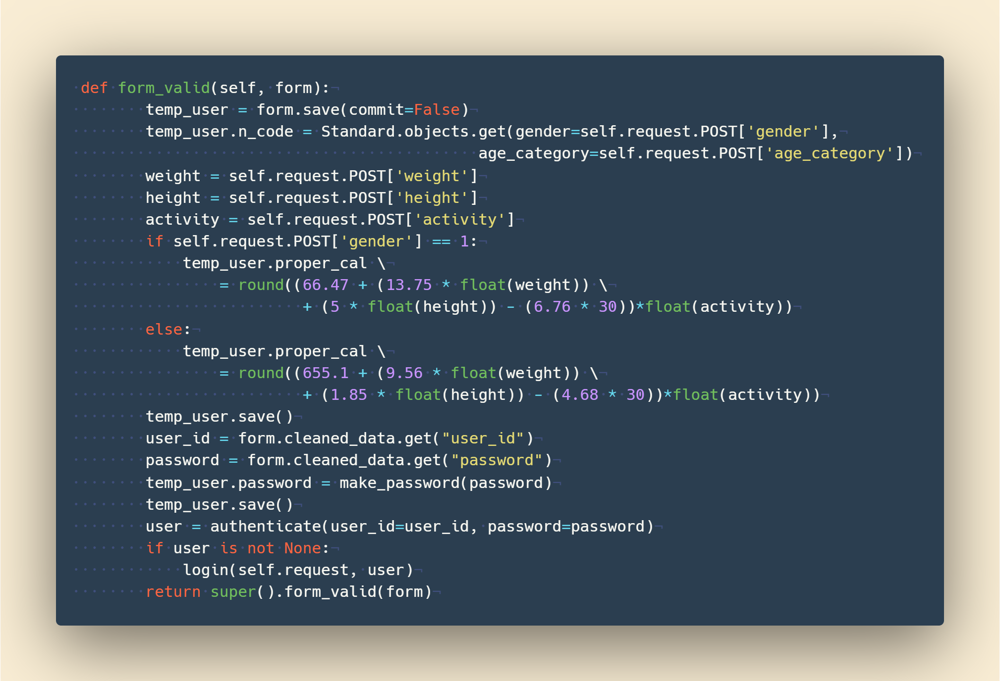 def form_valid(self, form):
        temp_user = form.save(commit=False)
        temp_user.n_code = Standard.objects.get(gender=self.request.POST['gender'],
                                            age_category=self.request.POST['age_category'])
        weight = self.request.POST['weight']
        height = self.request.POST['height']
        activity = self.request.POST['activity']
        if self.request.POST['gender'] == 1:
            temp_user.proper_cal \
                = round((66.47 + (13.75 * float(weight)) \
                         + (5 * float(height)) - (6.76 * 30))*float(activity))
        else:
            temp_user.proper_cal \
                = round((655.1 + (9.56 * float(weight)) \
                         + (1.85 * float(height)) - (4.68 * 30))*float(activity))
        temp_user.save()
        user_id = form.cleaned_data.get("user_id")
        password = form.cleaned_data.get("password")
        temp_user.password = make_password(password)
        temp_user.save()
        user = authenticate(user_id=user_id, password=password)
        if user is not None:
            login(self.request, user)
        return super().form_valid(form)